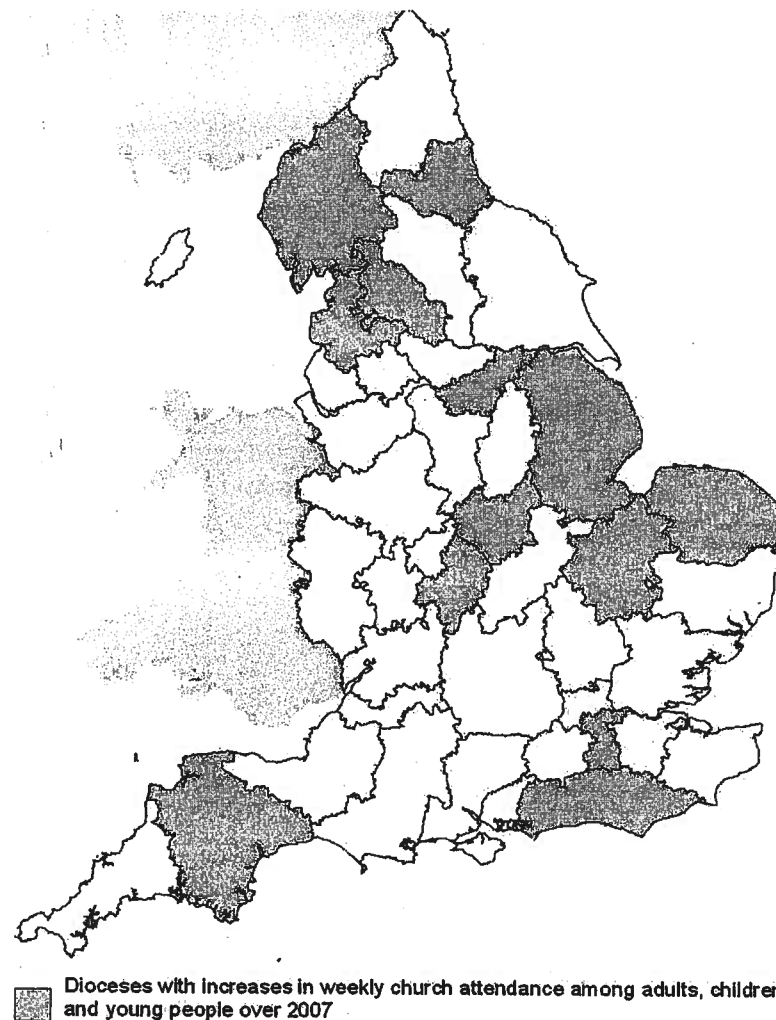 Dioceses with increases in weekly church attendance among adults, children
and young people over 2007